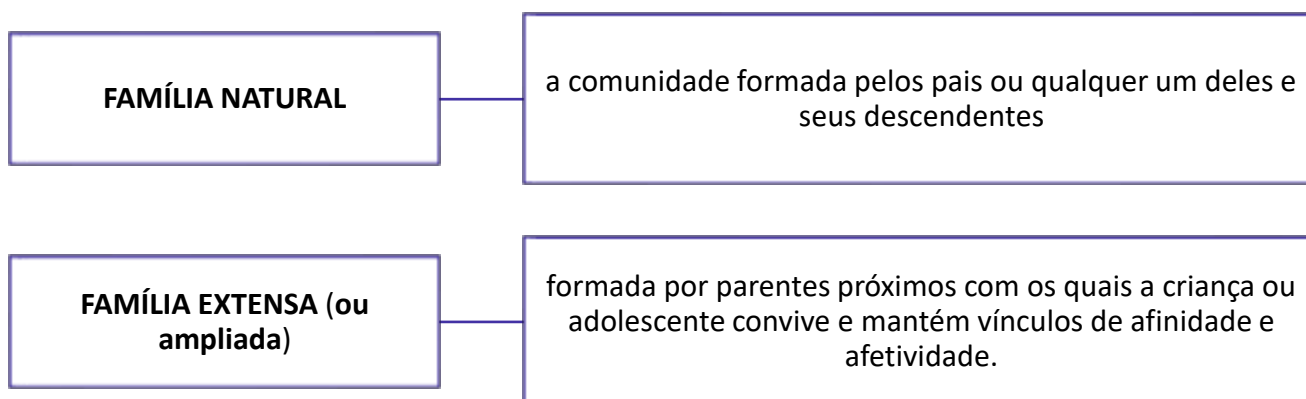 FAMÍLIA NATURAL
a comunidade formada pelos pais ou qualquer um deles e
seus descendentes
FAMÍLIA EXTENSA (ou
ampliada)
formada por parentes próximos com os quais a criança ou
adolescente convive e mantém vínculos de afinidade e
afetividade.